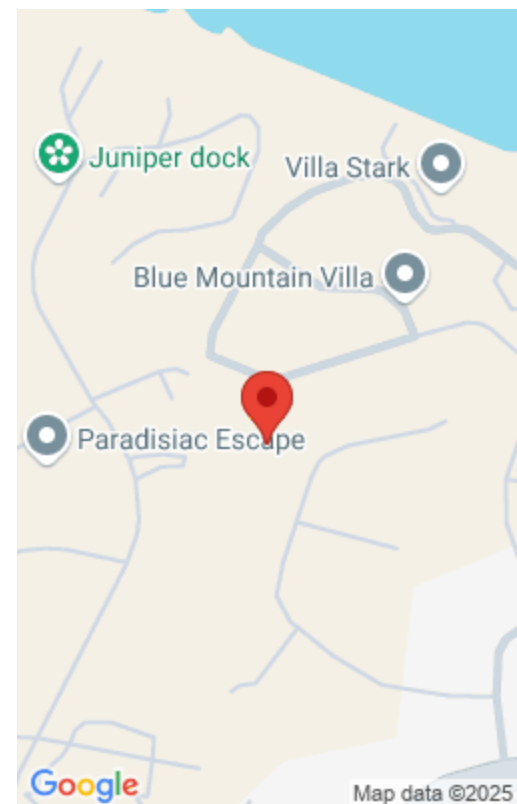 Juniper dock
Villa Stark
Blue Mountain Villa
Paradisiac Escape
Google
Map data ©2025